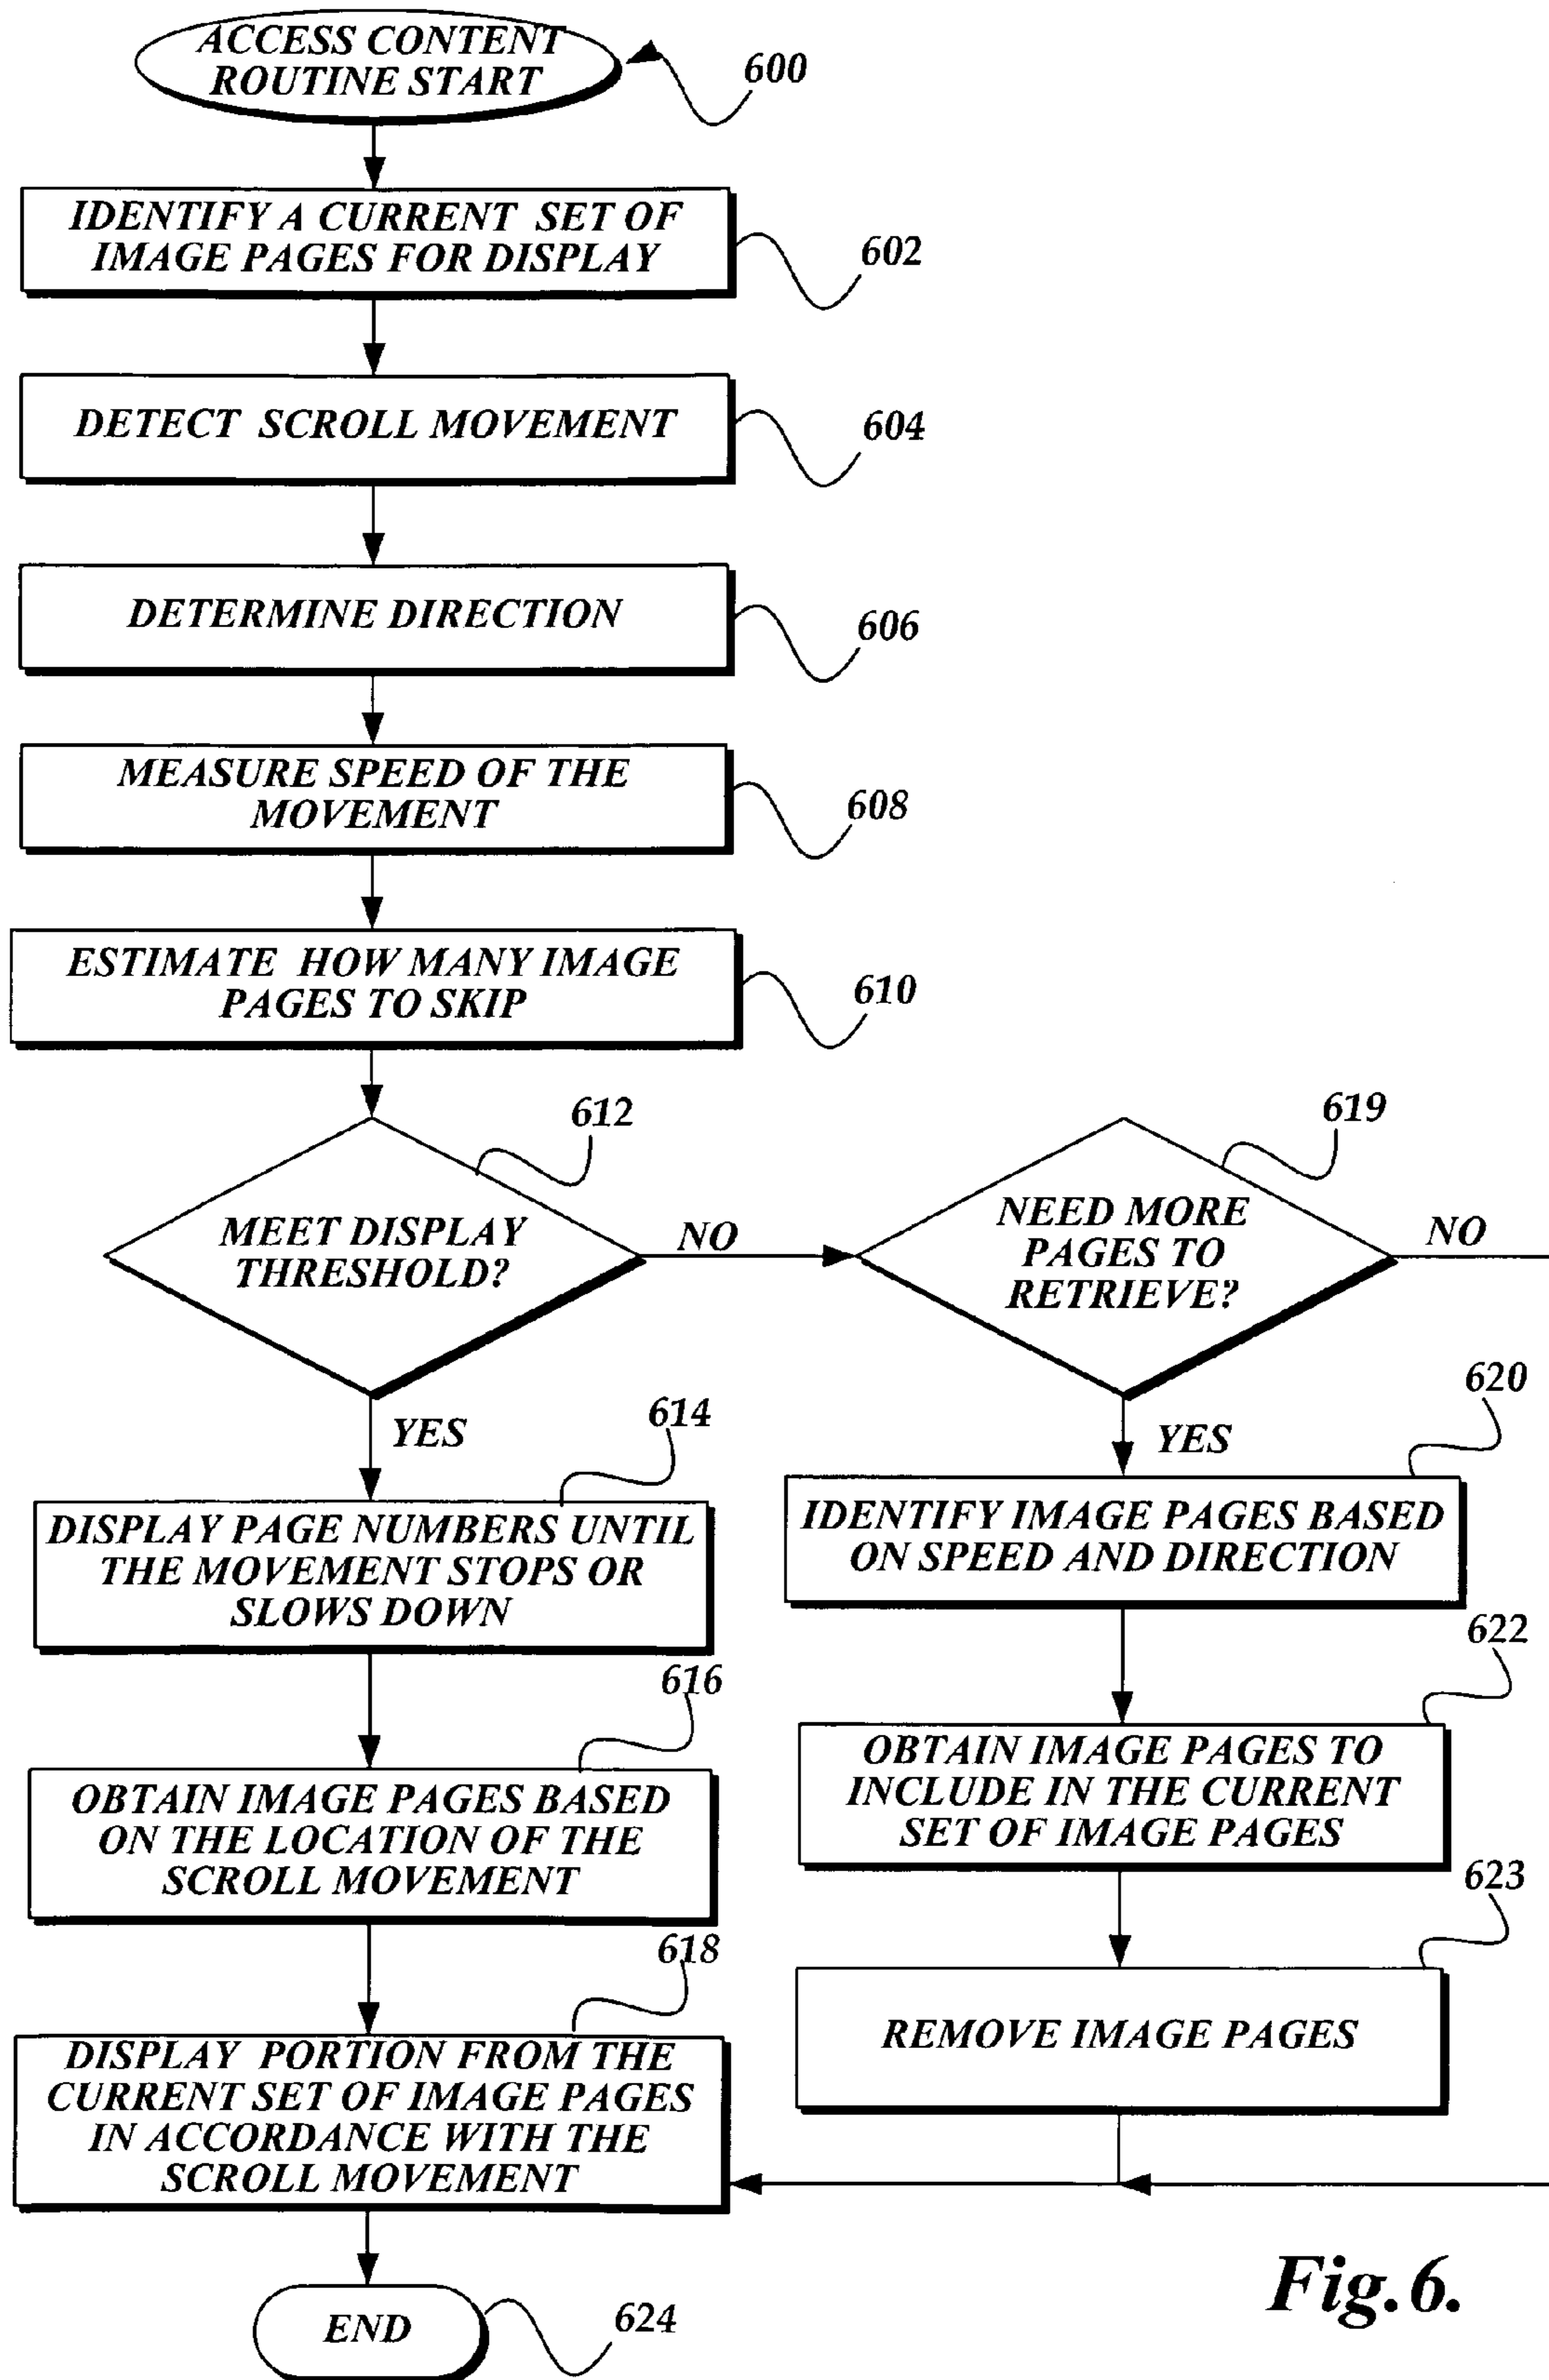 ACCESS CONTENT
ROUTINE START
600
IDENTIFY A CURRENT SET OF
IMAGE PAGES FOR DISPLAY
602
DETECT SCROLL MOVEMENT
604
DETERMINE DIRECTION
606
MEASURE SPEED OF THE
MOVEMENT
608
ESTIMATE HOW MANY IMAGE
PAGES TO SKIP
610
612
MEET DISPLAY
THRESHOLD?
NO
YES
619
NEED MORE
PAGES TO
RETRIEVE?
NO
YES
614
DISPLAY PAGE NUMBERS UNTIL
THE MOVEMENT STOPS OR
SLOWS DOWN
616
OBTAIN IMAGE PAGES BASED
ON THE LOCATION OF THE
SCROLL MOVEMENT
618
DISPLAY PORTION FROM THE
CURRENT SET OF IMAGE PAGES
IN ACCORDANCE WITH THE
SCROLL MOVEMENT
620
IDENTIFY IMAGE PAGES BASED
ON SPEED AND DIRECTION
622
OBTAIN IMAGE PAGES TO
INCLUDE IN THE CURRENT
SET OF IMAGE PAGES
623
REMOVE IMAGE PAGES
END
624
Fig.6.